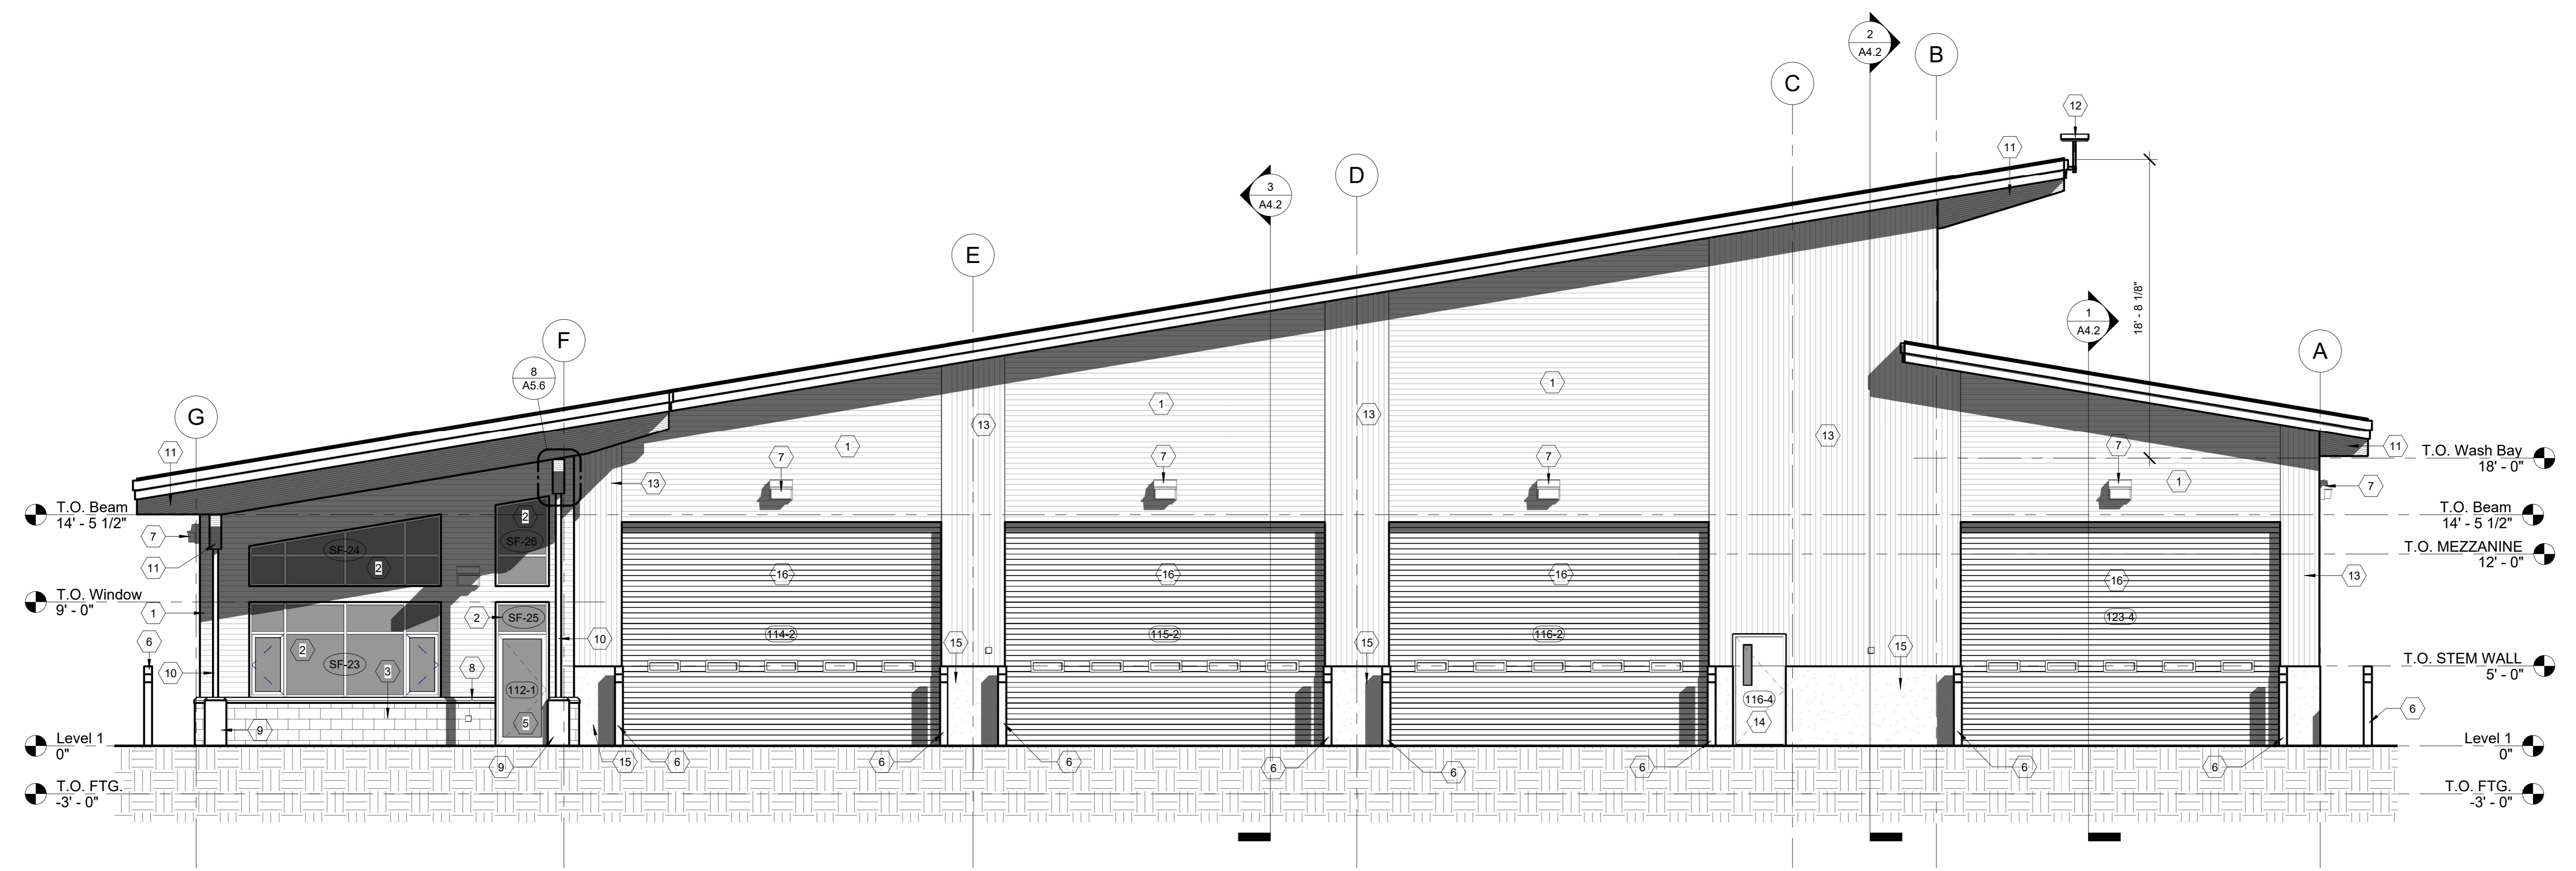 2
A4.2
B
C
12
11
3
A4.2
D
E
18' - 8 1/8"
1
A4.2
F
A
8
A5.6
G
1
1
13
13
13
1
11
7
7
7
7
11
T.O. Wash Bay
18' - 0"
13
1
7
T.O. Beam
14' - 5 1/2"
2
SF-26
T.O. Beam
14' - 5 1/2"
7
SF-24
2
11
16
16
16
16
T.O. MEZZANINE
12' - 0"
13
T.O. Window
9' - 0"
1
2
SF-25
123-4
6
10
114-2
15
115-2
15
116-2
15
2
SF-23
3
8
10
T.O. STEM WALL
5' - 0"
112-1
5
116-4
14
9
6
Level 1
0"
Level 1
0"
9
15
6
6
6
6
6
6
6
6
T.O. FTG.
-3' - 0"
T.O. FTG.
-3' - 0"